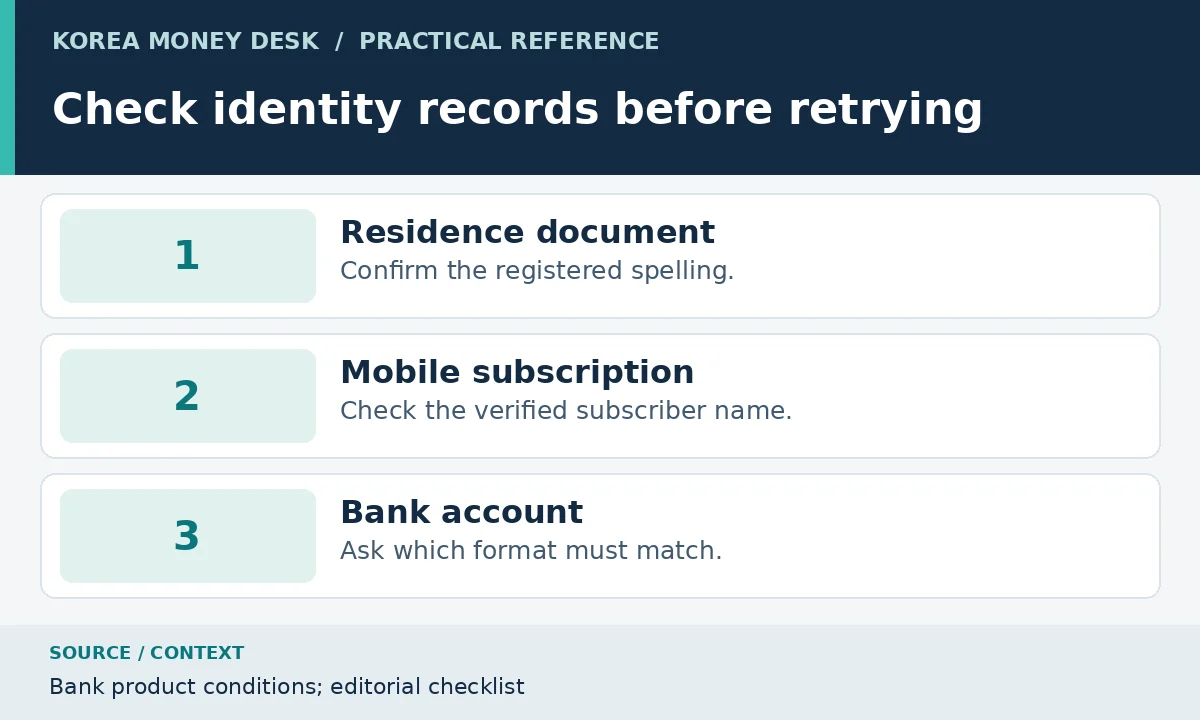 KOREA MONEY DESK / PRACTICAL REFERENCE
Check identity records before retrying
1
Residence document
Confirm the registered spelling.
2
Mobile subscription
Check the verified subscriber name.
3
Bank account
Ask which format must match.
SOURCE / CONTEXT
Bank product conditions; editorial checklist